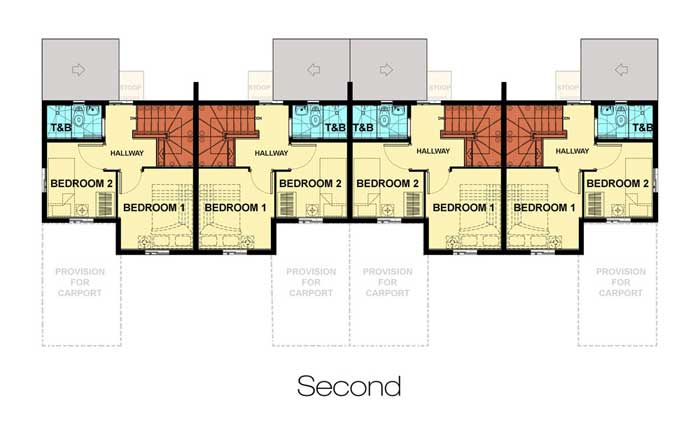 STOOP
STOOP
STOOP
STOOP
T&B
DN
DN
T&B
T&B
DN
DN
T&B
HALLWAY
HALLWAY
HALLWAY
HALLWAY
BEDROOM 2
BEDROOM 2
BEDROOM 2
BEDROOM 2
BEDROOM 1
BEDROOM 1
BEDROOM 1
BEDROOM 1
PROVISION
FOR
CARPORT
PROVISION
FOR
CARPORT
PROVISION
FOR
CARPORT
PROVISION
FOR
CARPORT
Second